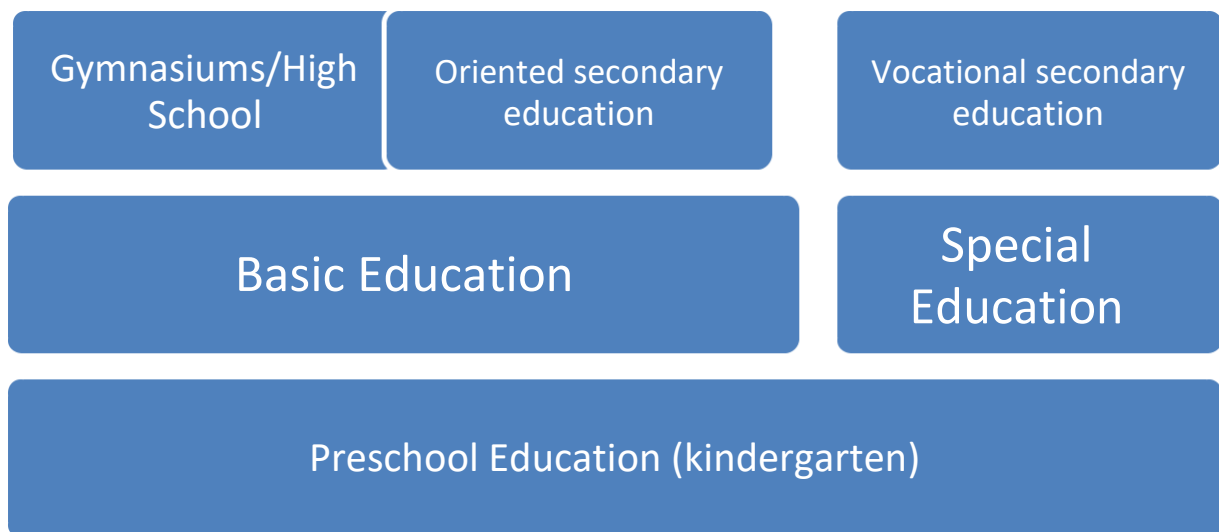 Gymnasiums/High
School
Oriented secondary
education
Vocational secondary
education
Basic Education
Special
Education
Preschool Education (kindergarten)